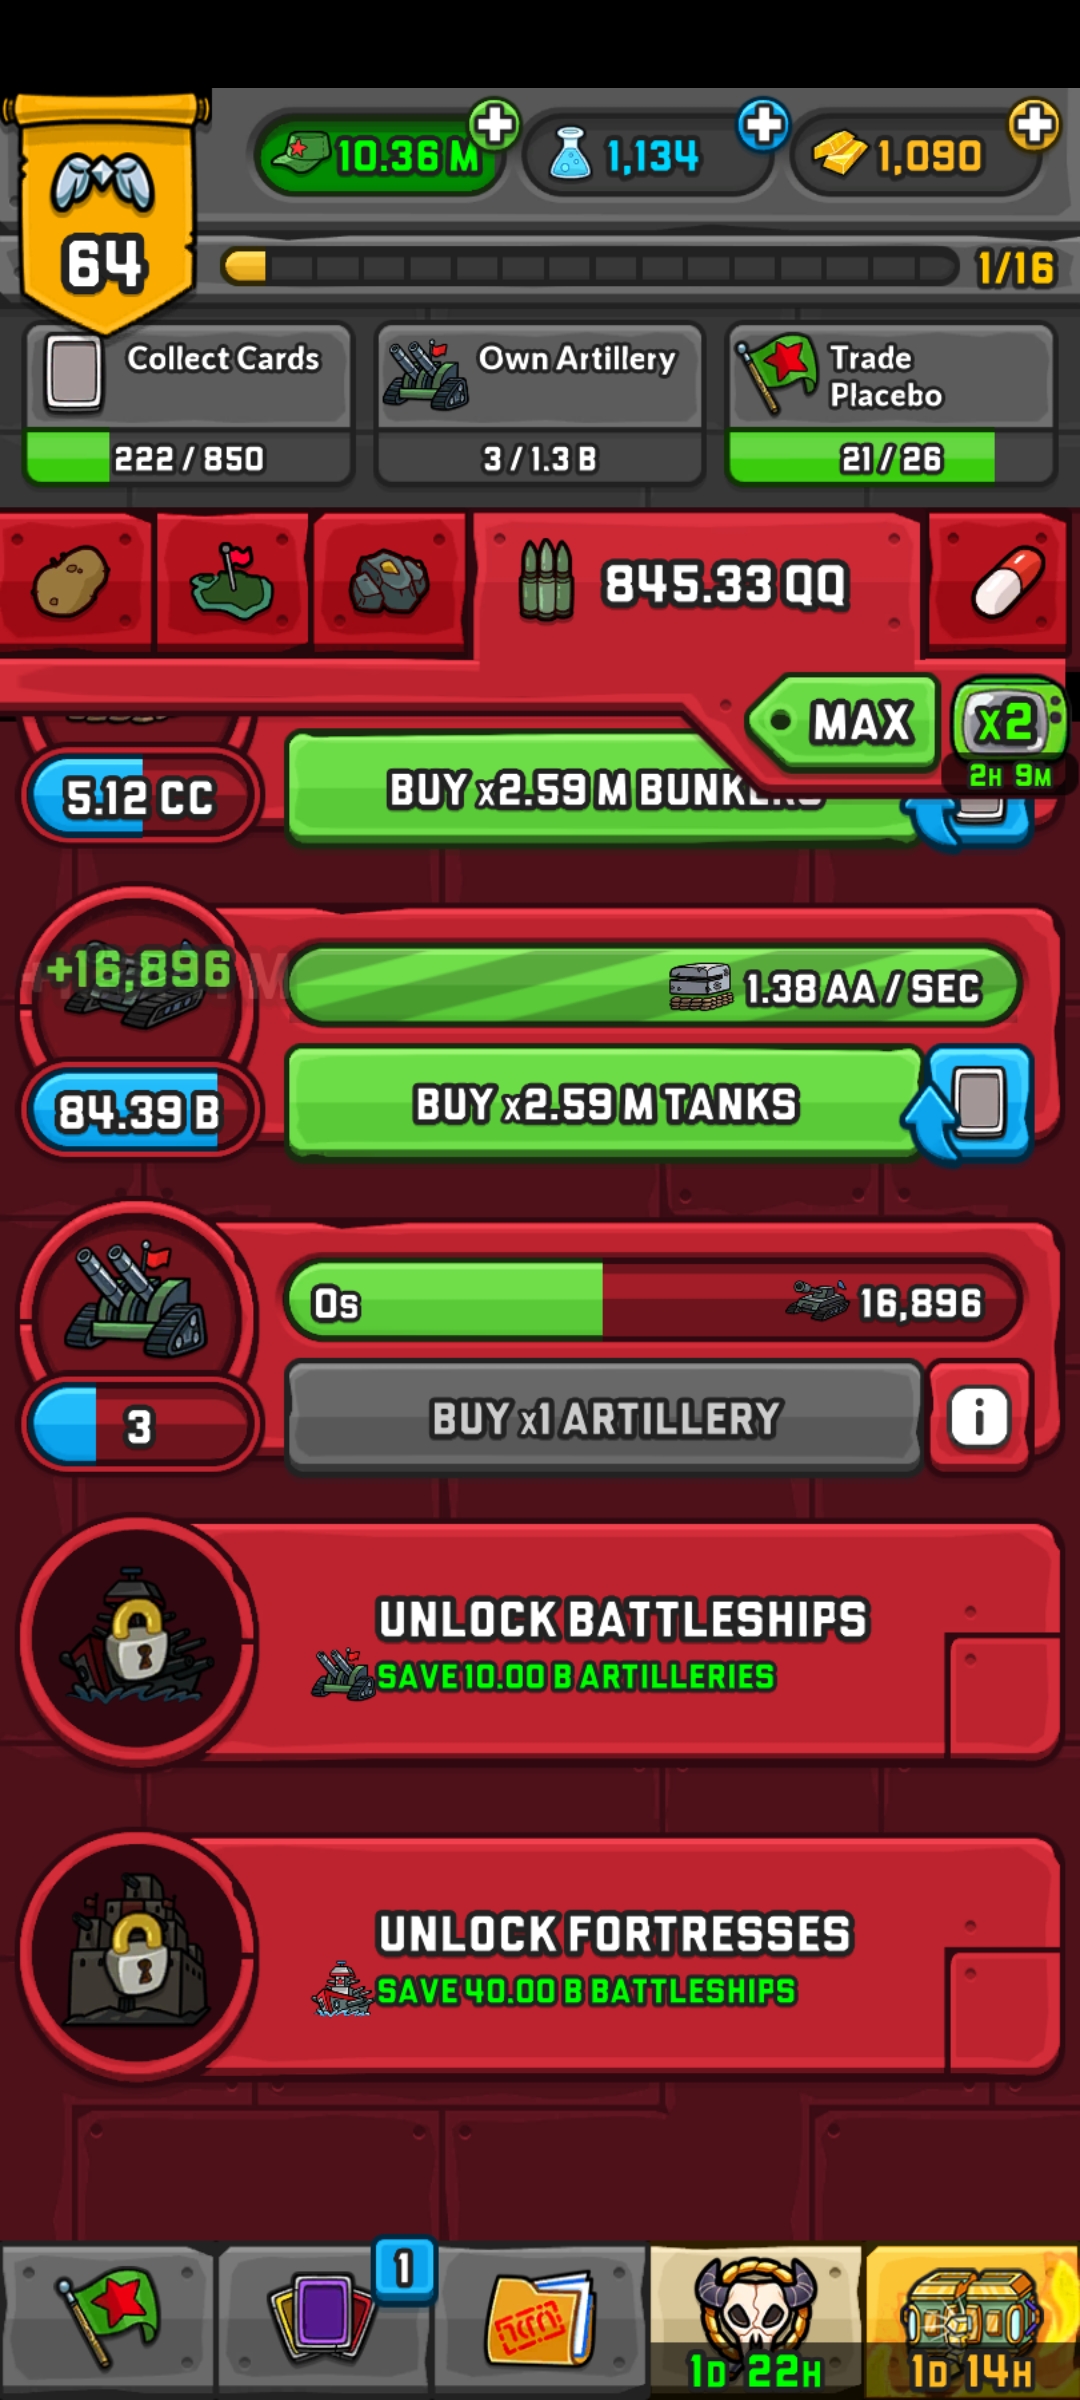 64
10.36 M
1,134
1,090
1/16
Collect Cards
222 / 850
Own Artillery
3 / 1.3 B
Trade
Placebo
21 / 26
845.33 QQ
MAX
x2
2H 9M
5.12 CC
BUY x2.59 M BUNKERS
+16,896
1.38 AA / SEC
84.39 B
BUY x2.59 M TANKS
0s
16,896
3
BUY x1 ARTILLERY
i
UNLOCK BATTLESHIPS
SAVE 10.00 B ARTILLERIES
UNLOCK FORTRESSES
SAVE 40.00 B BATTLESHIPS
1
1D 22H
1D 14H